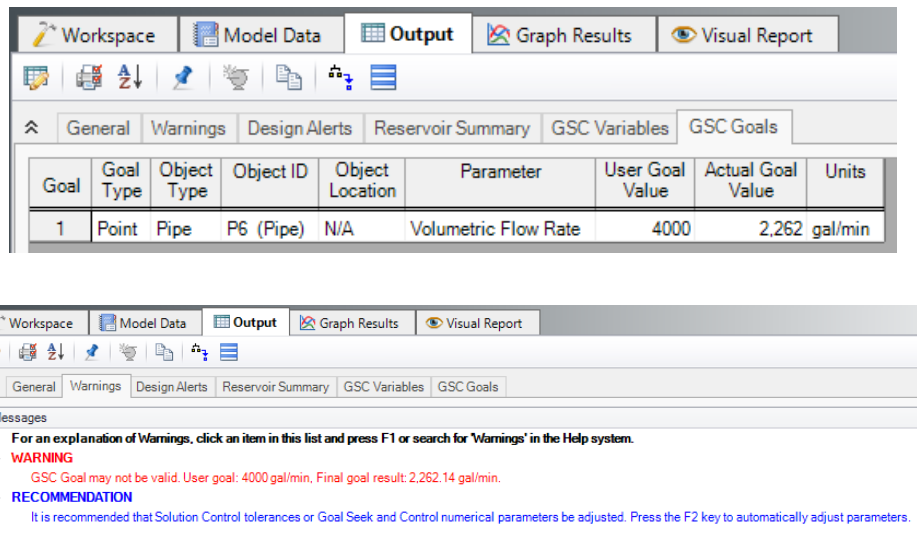 Workspace Model Data Output Graph Results Visual Report
General Warnings Design Alerts Reservoir Summary GSC Variables GSC Goals
Goal Goal Type Object Type Object ID Object Location Parameter User Goal Value Actual Goal Value Units
1 Point Pipe P6 (Pipe) N/A Volumetric Flow Rate 4000 2,262 gal/min
Workspace Model Data Output Graph Results Visual Report
General Warnings Design Alerts Reservoir Summary GSC Variables GSC Goals
essages
For an explanation of Warnings, click an item in this list and press F1 or search for 'Warnings' in the Help system.
WARNING
GSC Goal may not be valid. User goal: 4000 gal/min, Final goal result: 2,262.14 gal/min.
RECOMMENDATION
It is recommended that Solution Control tolerances or Goal Seek and Control numerical parameters be adjusted. Press the F2 key to automatically adjust parameters.